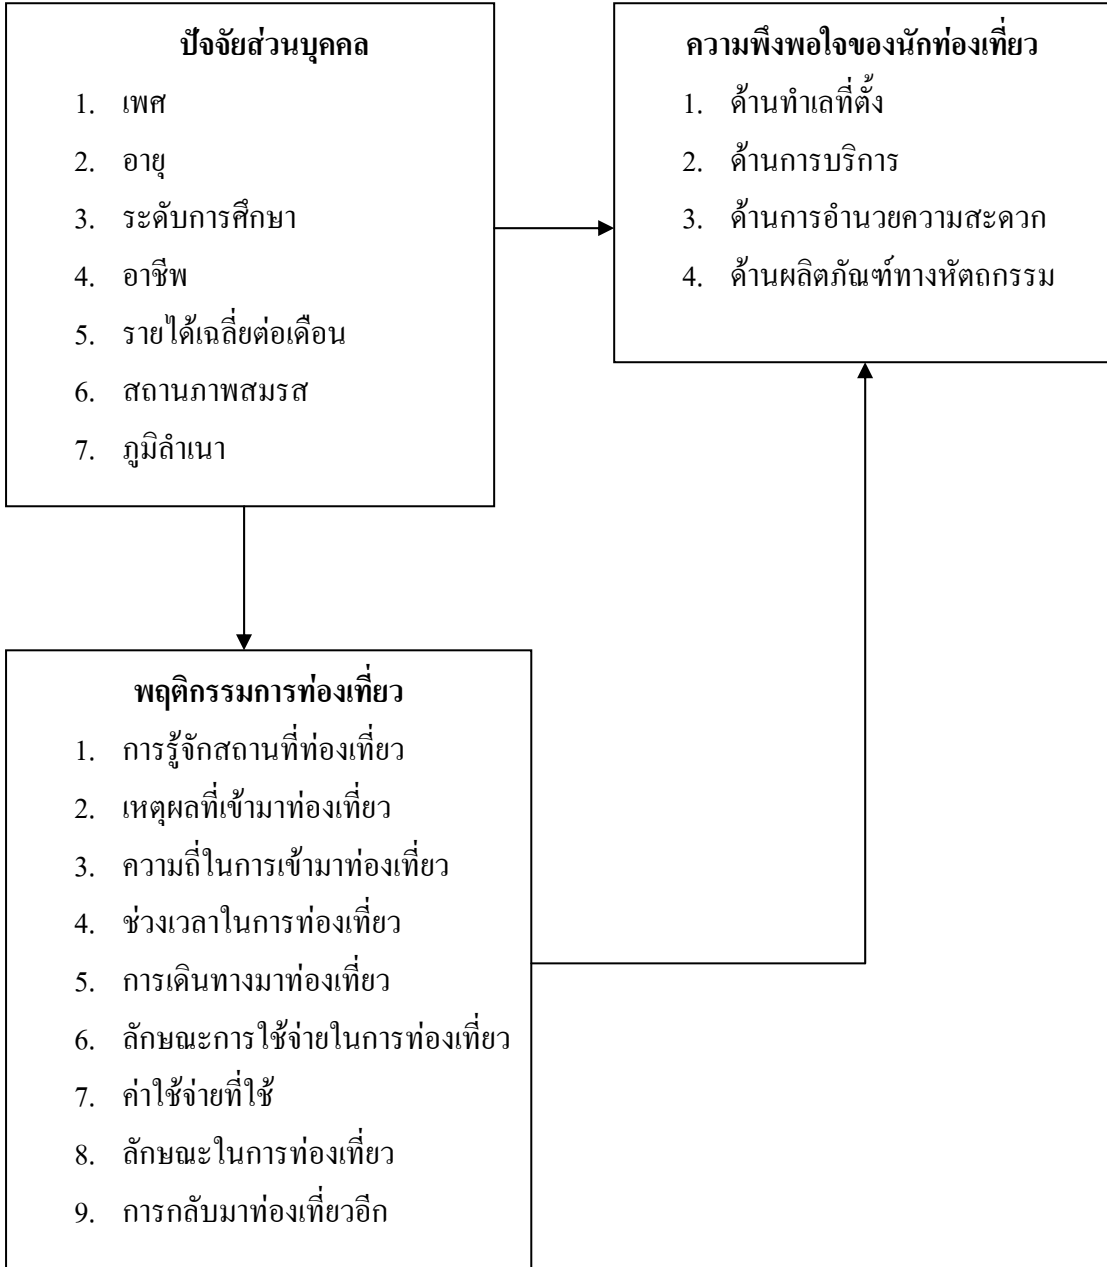 ปัจจัยส่วนบุคคล
1. เพศ
2. อายุ
3. ระดับการศึกษา
4. อาชีพ
5. รายได้เฉลี่ยต่อเดือน
6. สถานภาพสมรส
7. ภูมิลำเนา
ความพึงพอใจของนักท่องเที่ยว
1. ด้านทำเลที่ตั้ง
2. ด้านการบริการ
3. ด้านการอำนวยความสะดวก
4. ด้านผลิตภัณฑ์ทางหัตถกรรม
พฤติกรรมการท่องเที่ยว
1. การรู้จักสถานที่ท่องเที่ยว
2. เหตุผลที่เข้ามาท่องเที่ยว
3. ความถี่ในการเข้ามาท่องเที่ยว
4. ช่วงเวลาในการท่องเที่ยว
5. การเดินทางมาท่องเที่ยว
6. ลักษณะการใช้จ่ายในการท่องเที่ยว
7. ค่าใช้จ่ายที่ใช้
8. ลักษณะในการท่องเที่ยว
9. การกลับมาท่องเที่ยวอีก